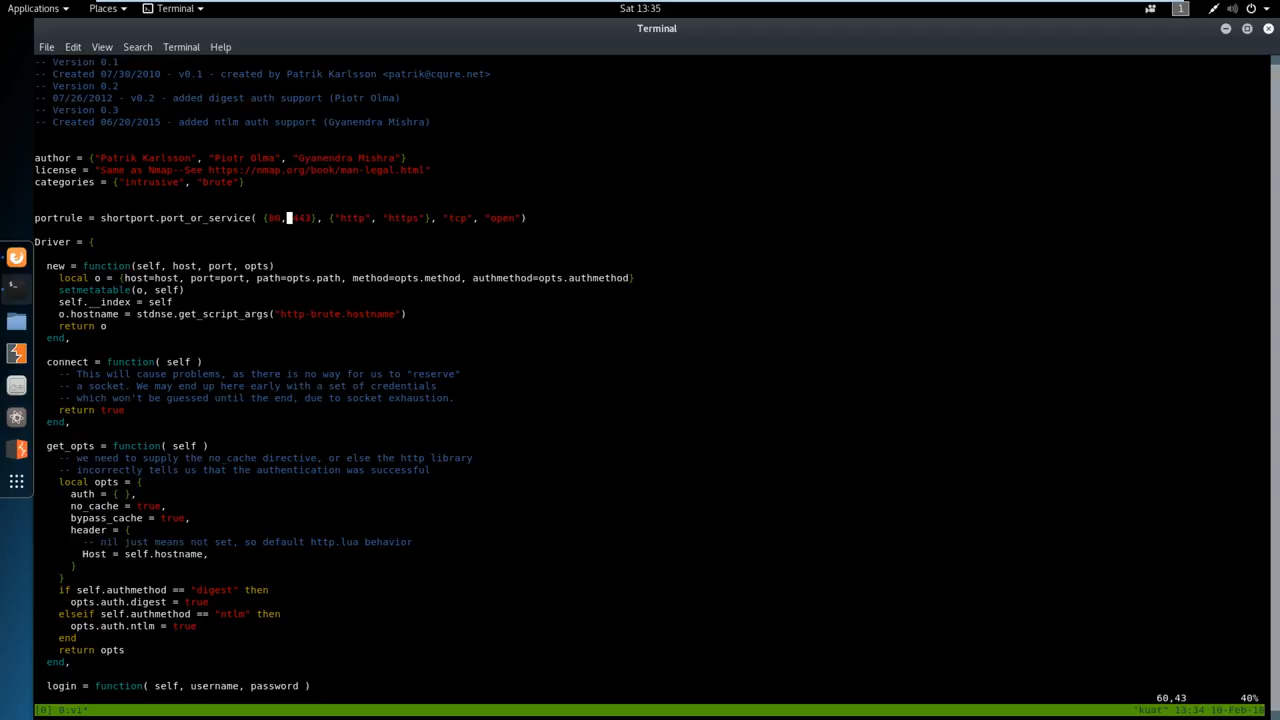 Applications Places Terminal Sat 13:35 1
Terminal
File Edit View Search Terminal Help
-- Version 0.1
-- Created 07/30/2010 - v0.1 - created by Patrik Karlsson <patrik@cqure.net>
-- Version 0.2
-- 07/26/2012 - v0.2 - added digest auth support (Piotr Olma)
-- Version 0.3
-- Created 06/20/2015 - added ntlm auth support (Gyanendra Mishra)
author = {"Patrik Karlsson", "Piotr Olma", "Gyanendra Mishra"}
license = "Same as Nmap--See https://nmap.org/book/man-legal.html"
categories = {"intrusive", "brute"}
portrule = shortport.port_or_service( {80, 443}, {"http", "https"}, "tcp", "open")
Driver = {
new = function(self, host, port, opts)
local o = {host=host, port=port, path=opts.path, method=opts.method, authmethod=opts.authmethod}
setmetatable(o, self)
self.__index = self
o.hostname = stdnse.get_script_args("http-brute.hostname")
return o
end,
connect = function( self )
-- This will cause problems, as there is no way for us to "reserve"
-- a socket. We may end up here early with a set of credentials
-- which won't be guessed until the end, due to socket exhaustion.
return true
end,
get_opts = function( self )
-- we need to supply the no_cache directive, or else the http library
-- incorrectly tells us that the authentication was successful
local opts = {
auth = { },
no_cache = true,
bypass_cache = true,
header = {
-- nil just means not set, so default http.lua behavior
Host = self.hostname,
}
}
if self.authmethod == "digest" then
opts.auth.digest = true
elseif self.authmethod == "ntlm" then
opts.auth.ntlm = true
end
return opts
end,
login = function( self, username, password )
60,43 40%
[0] 0:vi* "kuat" 13:34 10-Feb-18